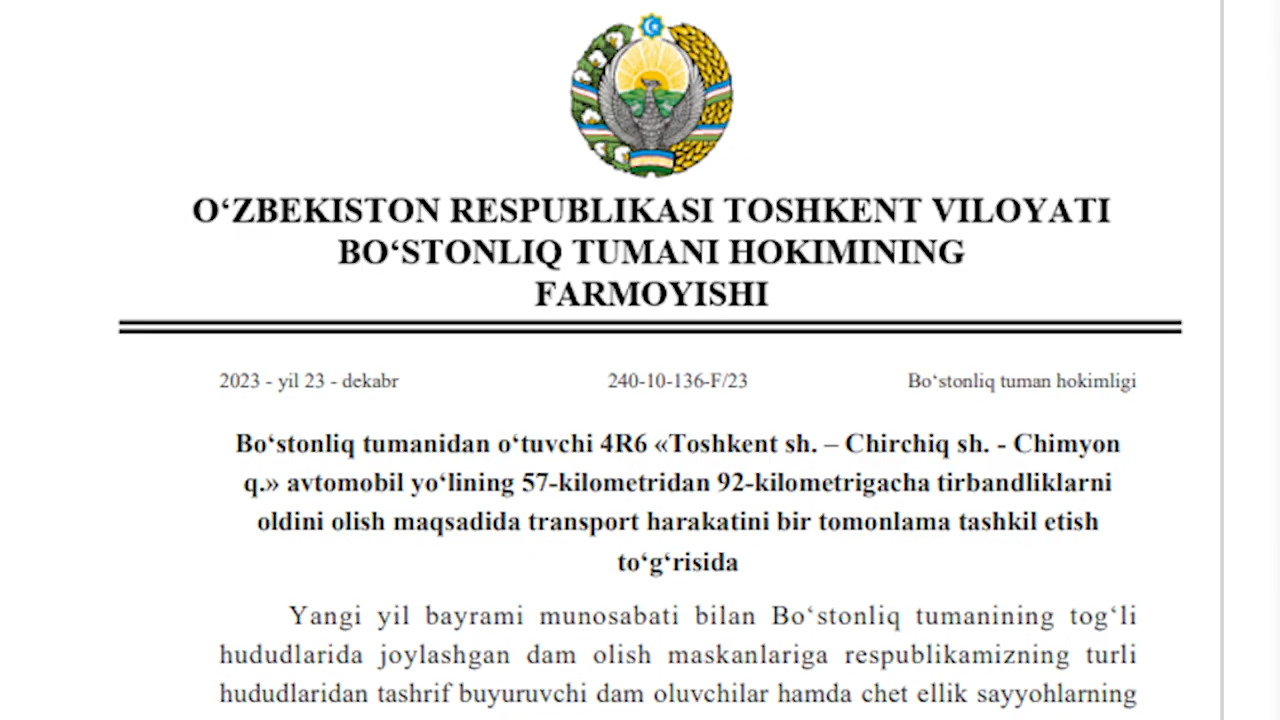 O‘ZBEKISTON RESPUBLIKASI TOSHKENT VILOYATI
BO‘STONLIQ TUMANI HOKIMINING
FARMOYISHI
2023 - yil 23 - dekabr 240-10-136-F/23 Bo‘stonliq tuman hokimligi
Bo‘stonliq tumanidan o‘tuvchi 4R6 «Toshkent sh. – Chirchiq sh. - Chimyon
q.» avtomobil yo‘lining 57-kilometridan 92-kilometrigacha tirbandliklarni
oldini olish maqsadida transport harakatini bir tomonlama tashkil etish
to‘g‘risida
Yangi yil bayrami munosabati bilan Bo‘stonliq tumanining tog‘li
hududlarida joylashgan dam olish maskanlariga respublikamizning turli
hududlaridan tashrif buyuruvchi dam oluvchilar hamda chet ellik sayyohlarning